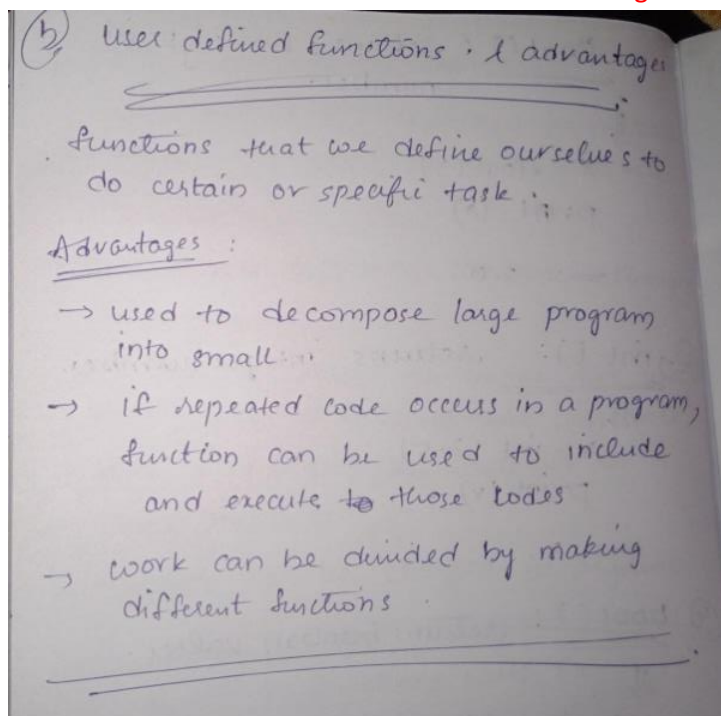 b, User defined functions. & advantages
functions that we define ourselves to
do certain or specific task.
Advantages :
→ used to decompose large program
into small.
→ if repeated code occurs in a program,
function can be used to include
and execute those codes.
→ work can be divided by making
different functions.